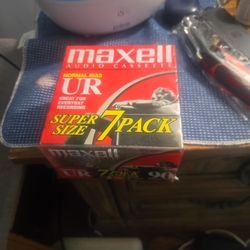 maxell
AUDIO CASSETTE
NORMAL BIAS
UR
GREAT FOR
EVERYDAY
RECORDING
SUPER
SIZE 7 PACK
maxell
UR 7 PACK 90